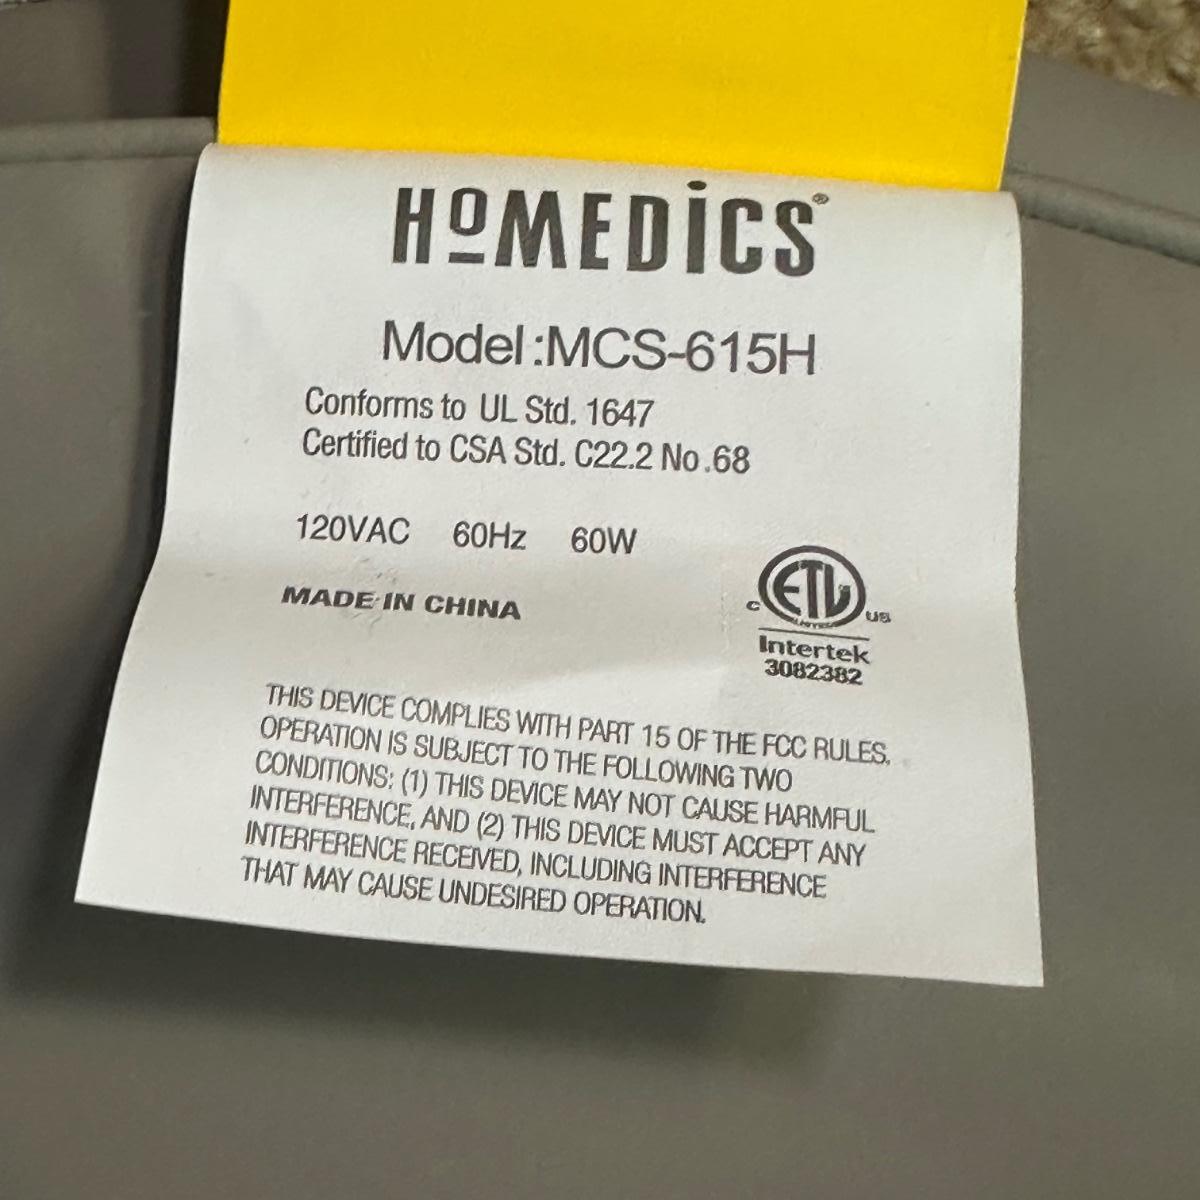 HOMEDICS®
Model:MCS-615H
Conforms to UL Std. 1647
Certified to CSA Std. C22.2 No.68
120VAC 60Hz 60W
MADE IN CHINA
ETL
C US
LISTED
Intertek
3082382
THIS DEVICE COMPLIES WITH PART 15 OF THE FCC RULES.
OPERATION IS SUBJECT TO THE FOLLOWING TWO
CONDITIONS: (1) THIS DEVICE MAY NOT CAUSE HARMFUL
INTERFERENCE, AND (2) THIS DEVICE MUST ACCEPT ANY
INTERFERENCE RECEIVED, INCLUDING INTERFERENCE
THAT MAY CAUSE UNDESIRED OPERATION.